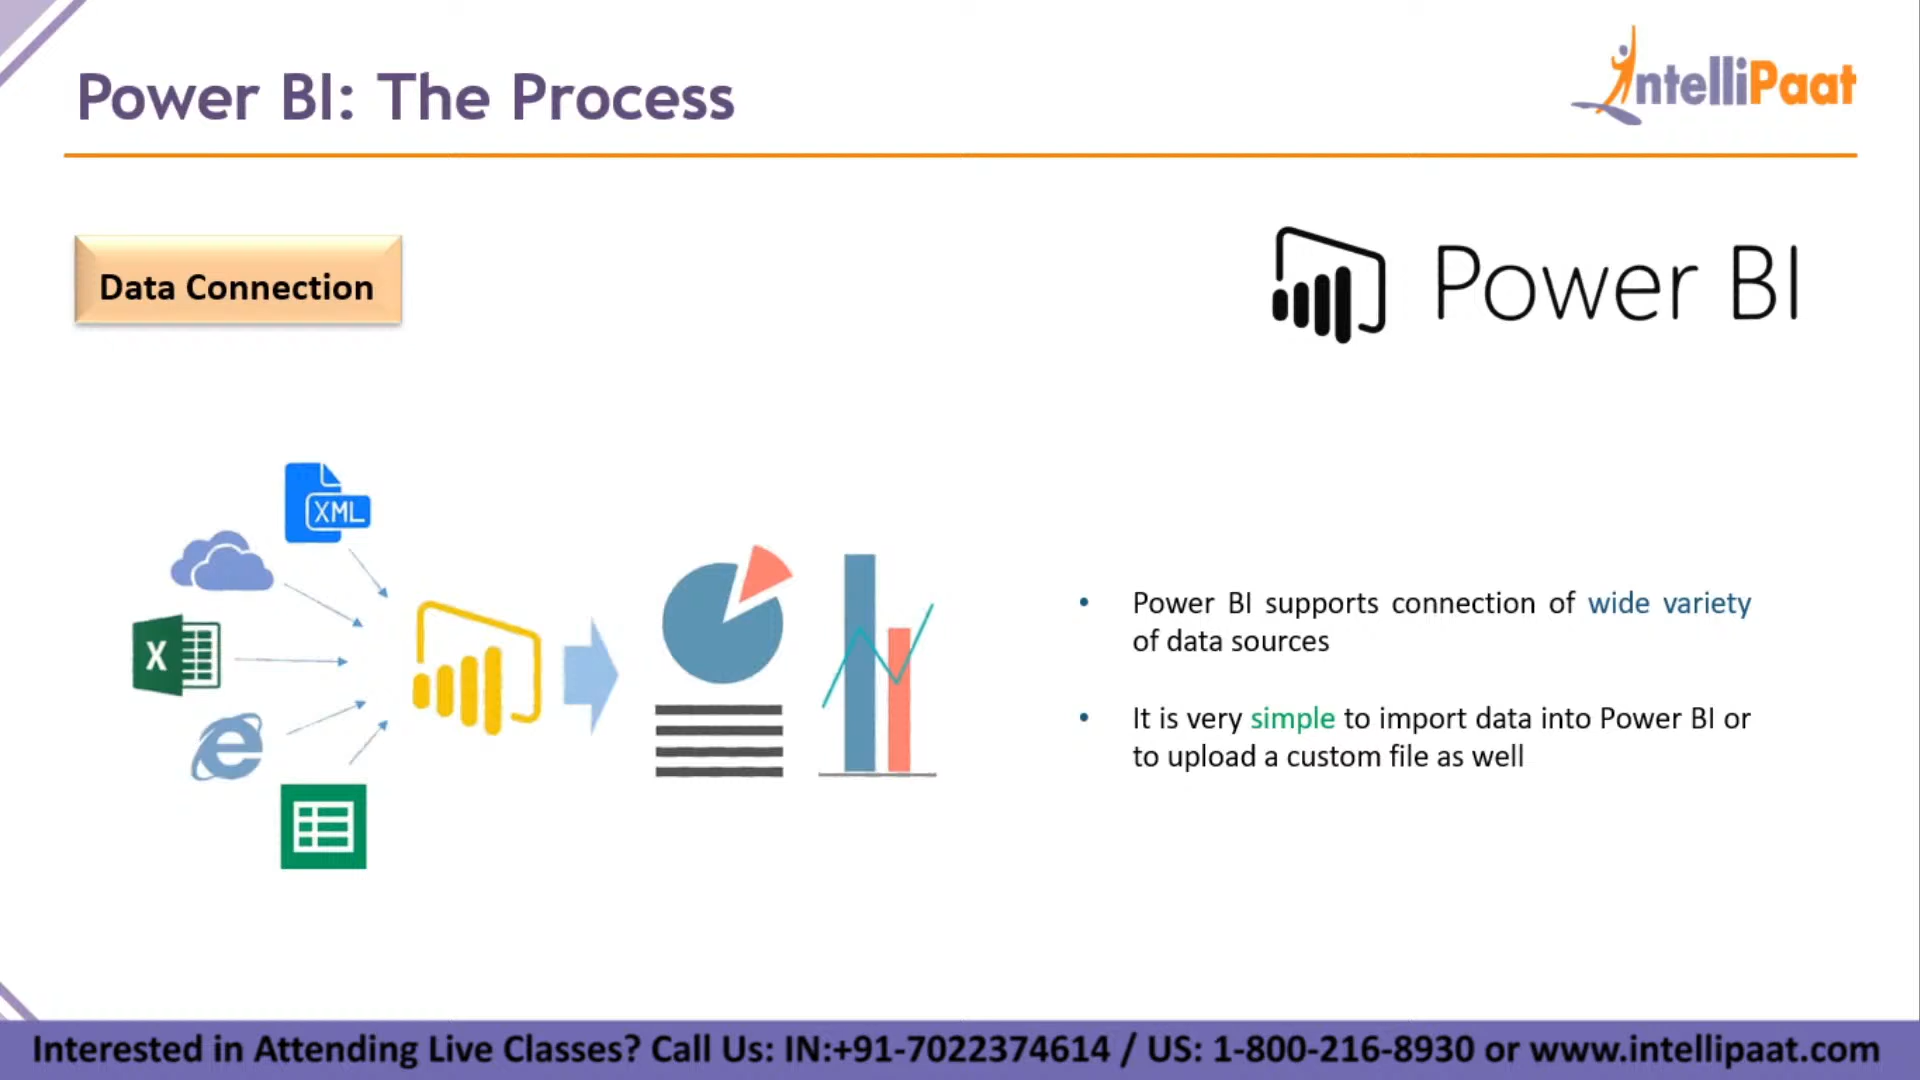 Power BI: The Process
IntelliPaat
Data Connection
Power BI
XML
X
e
• Power BI supports connection of wide variety
of data sources
• It is very simple to import data into Power BI or
to upload a custom file as well
Interested in Attending Live Classes? Call Us: IN:+91-7022374614 / US: 1-800-216-8930 or www.intellipaat.com